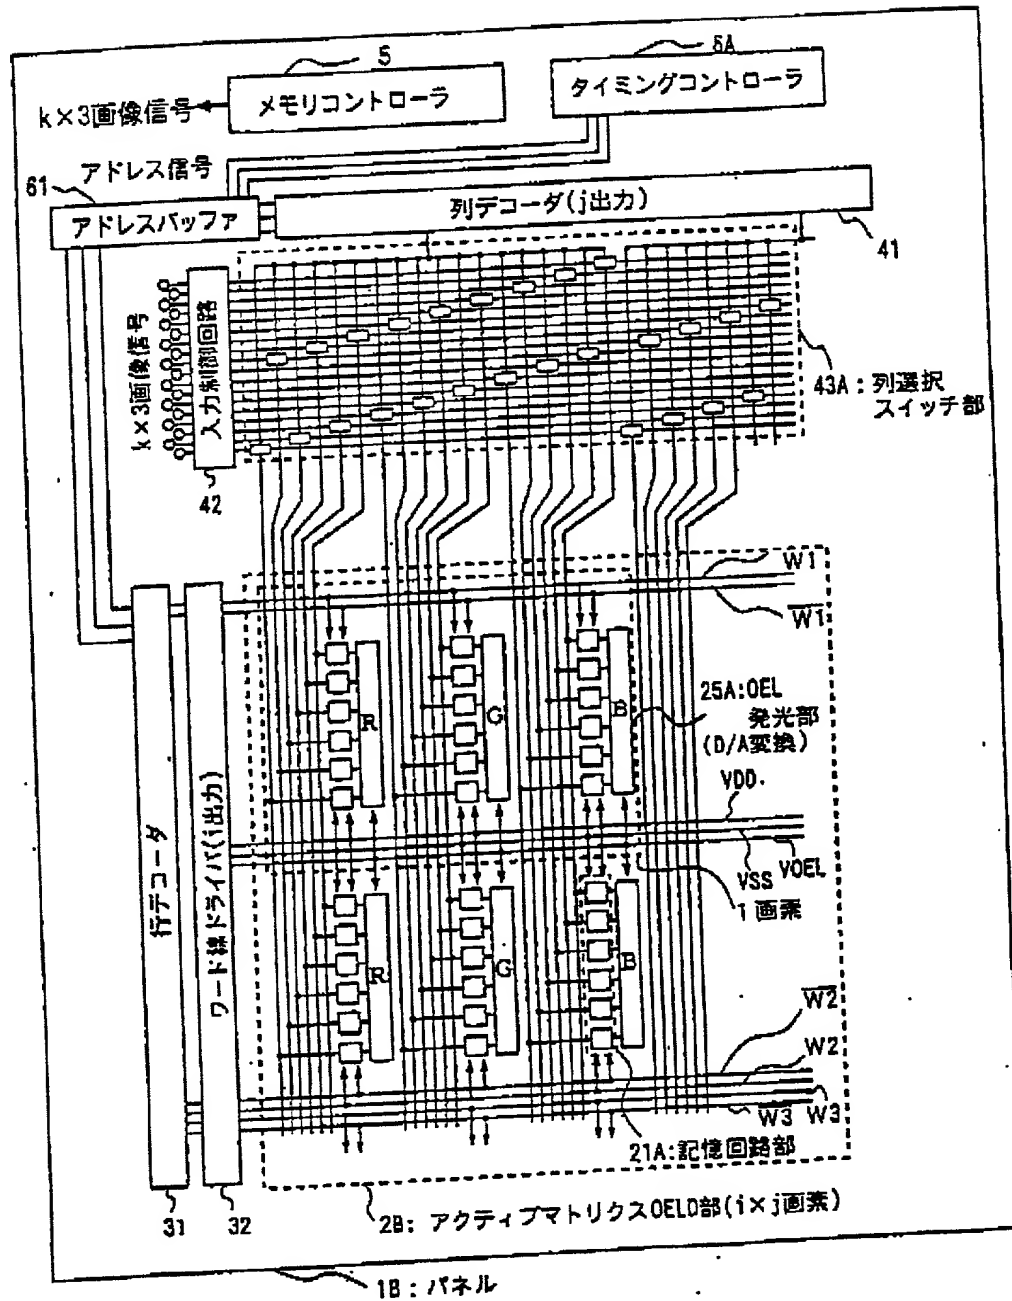 5
6A
メモリコントローラ
タイミングコントローラ
k×3画像信号
アドレス信号
61
アドレスバッファ
列デコーダ(j出力)
41
k×3画像信号
入力制御回路
42
43A:列選択
スイッチ部
W1
W1
R
G
B
25A:OEL
発光部
(D/A変換)
VDD
VSS
VOEL
1画素
行デコーダ
ワード線ドライバ(i出力)
R
G
B
W2
W2
W3
W3
21A:記憶回路部
31
32
2B:アクティブマトリクスOELD部(i×j画素)
1B:パネル